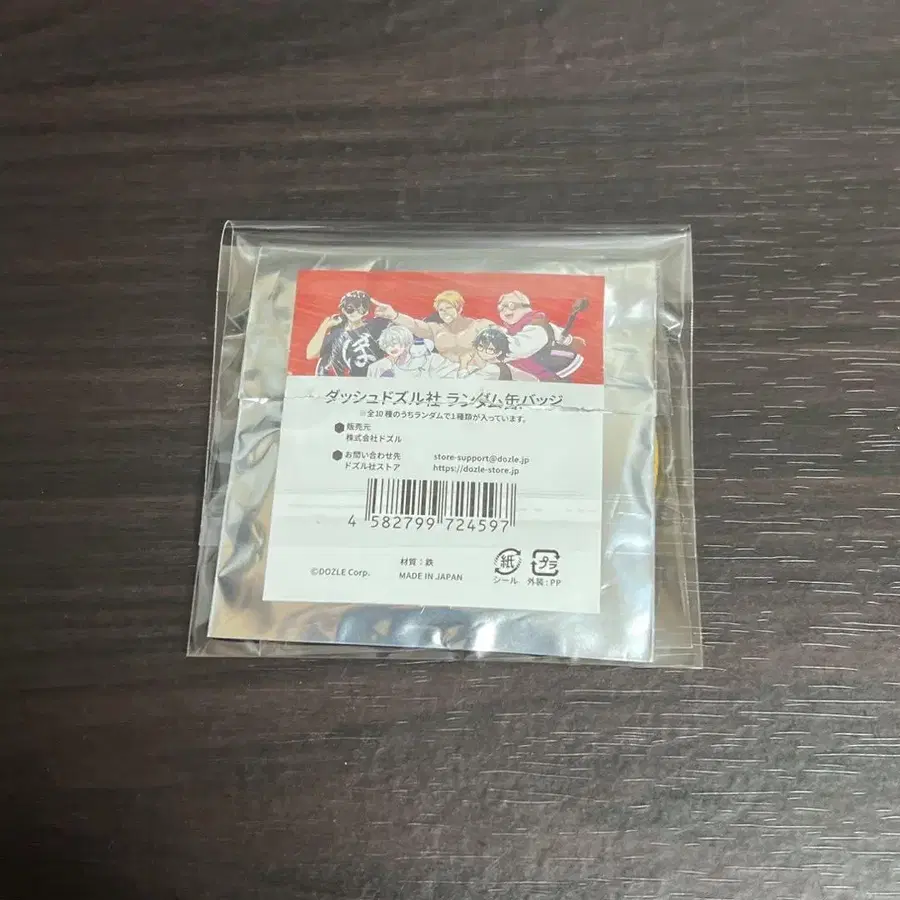 ぼ
ダッシュドズル社 ランダム缶バッジ
※全10種のうちランダムで1種類が入っています。
●販売元
株式会社ドズル
●お問い合わせ先 store-support@dozle.jp
ドズル社ストア https://dozle-store.jp
4 582799 724597
材質：鉄
©DOZLE Corp. MADE IN JAPAN
紙 プラ
シール 外装：PP